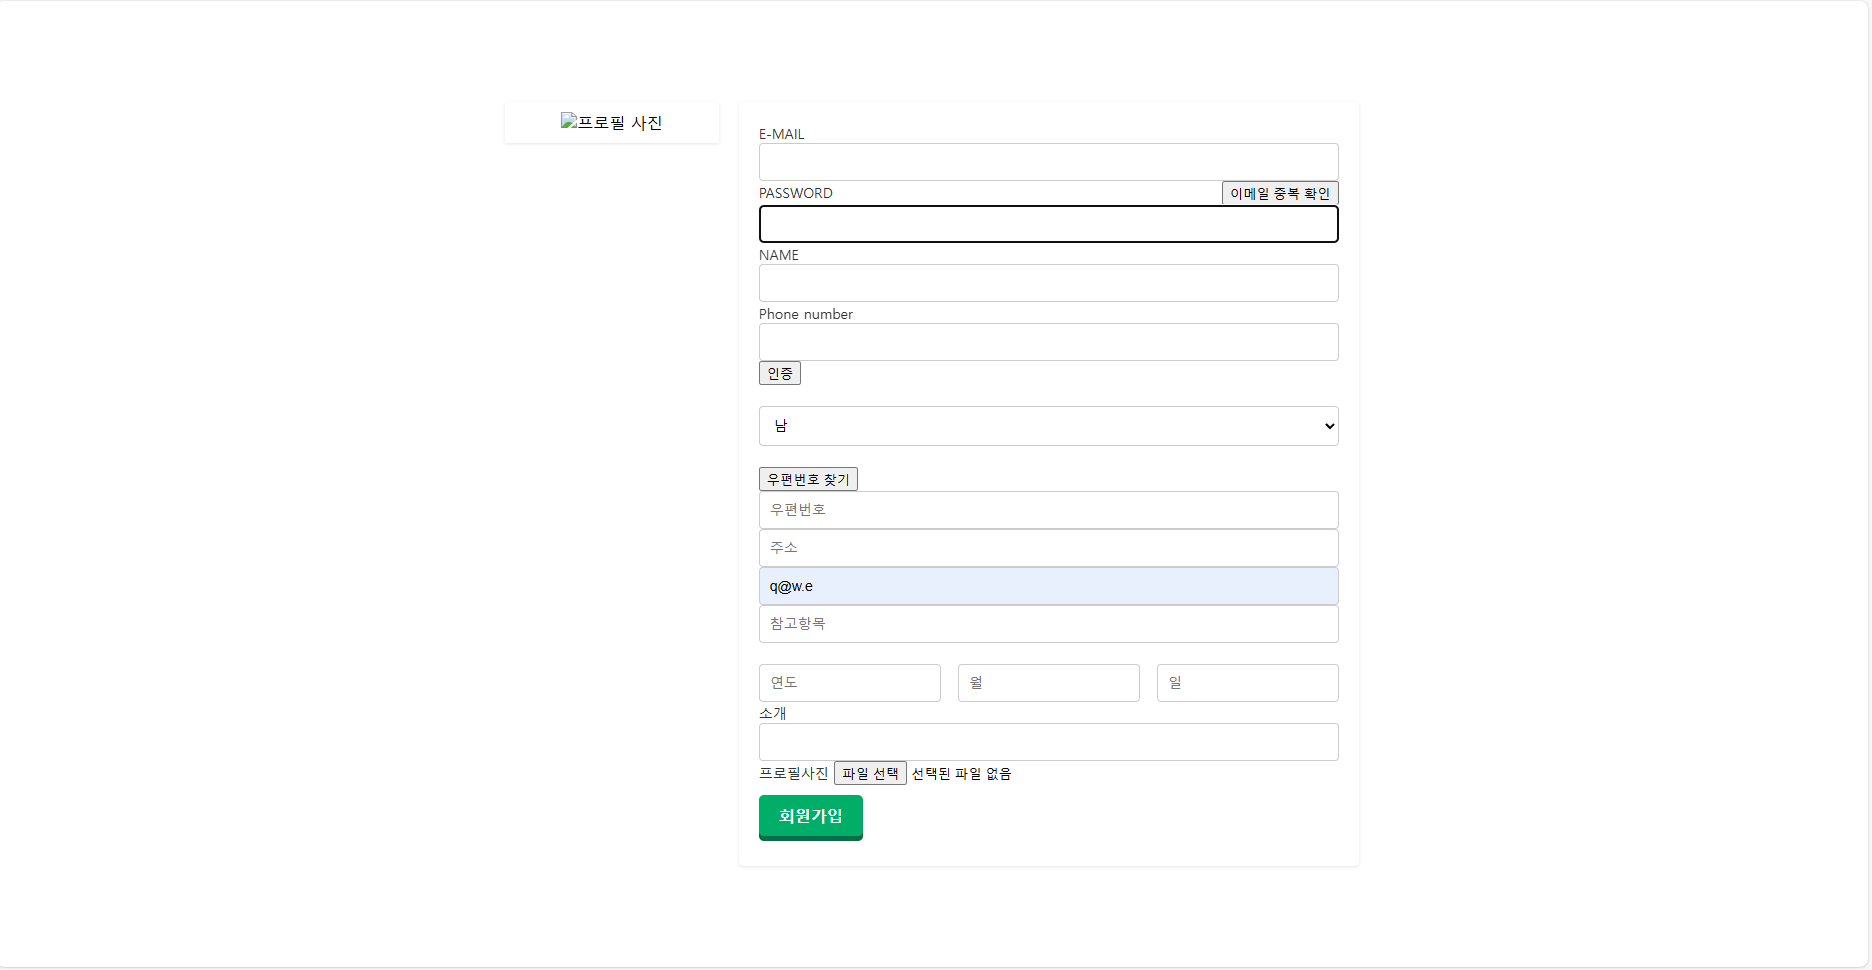 프로필 사진
E-MAIL
PASSWORD 이메일 중복 확인
NAME
Phone number
인증
남
우편번호 찾기
우편번호
주소
q@w.e
참고항목
연도 월 일
소개
프로필사진 파일 선택 선택된 파일 없음
회원가입